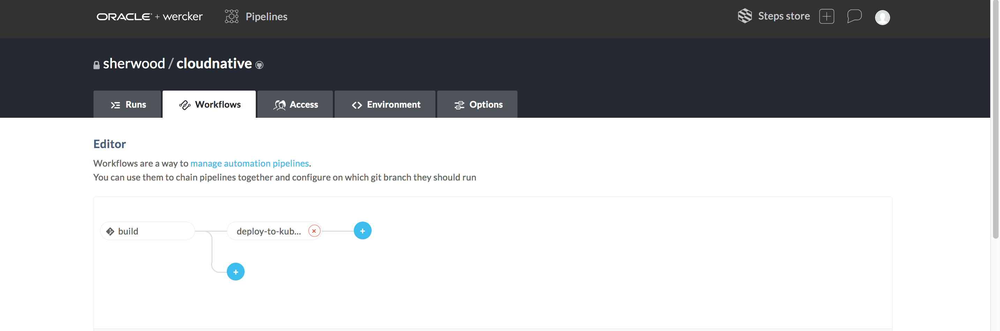 ORACLE + wercker Pipelines Steps store
sherwood / cloudnative
Runs Workflows Access Environment Options
Editor
Workflows are a way to manage automation pipelines.
You can use them to chain pipelines together and configure on which git branch they should run
build deploy-to-kub...